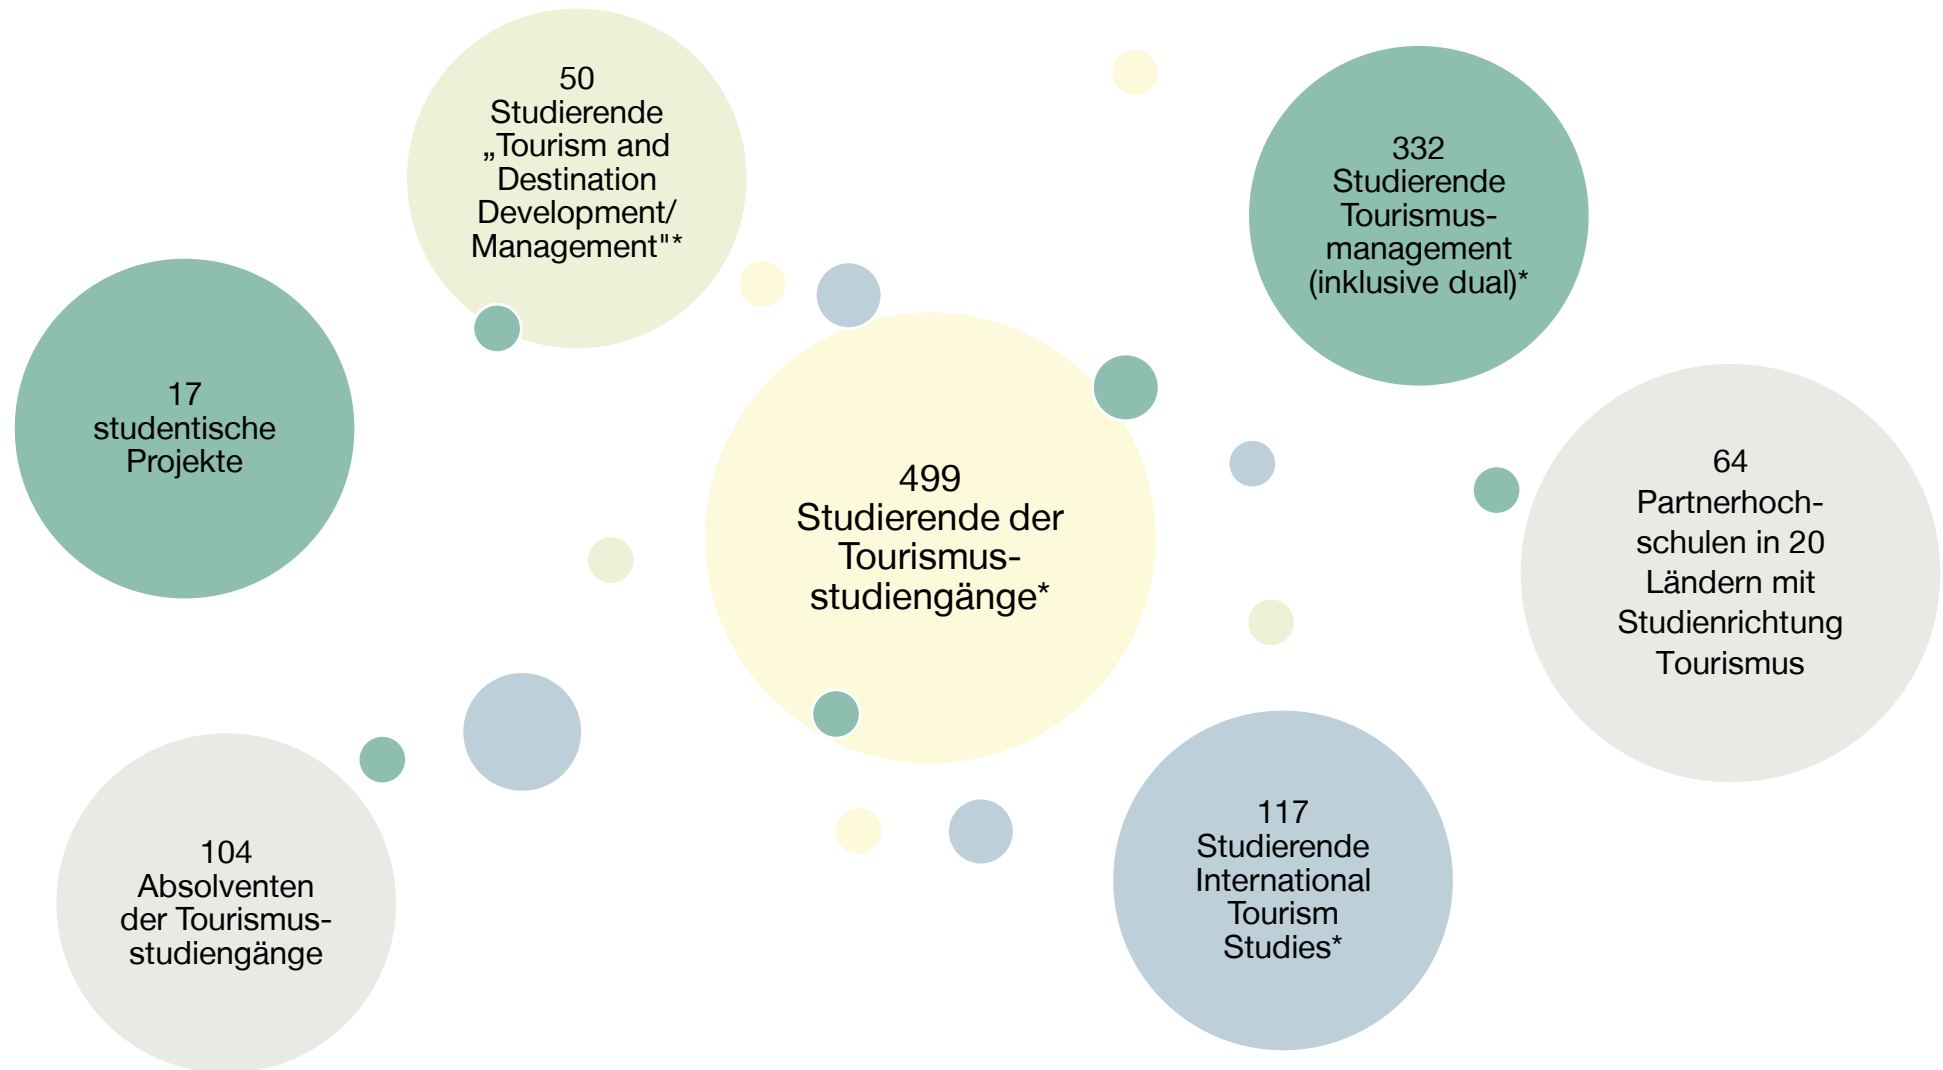 50
Studierende
„Tourism and
Destination
Development/
Management"*
332
Studierende
Tourismus-
management
(inklusive dual)*
17
studentische
Projekte
499
Studierende der
Tourismus-
studiengänge*
64
Partnerhoch-
schulen in 20
Ländern mit
Studienrichtung
Tourismus
104
Absolventen
der Tourismus-
studiengänge
117
Studierende
International
Tourism
Studies*